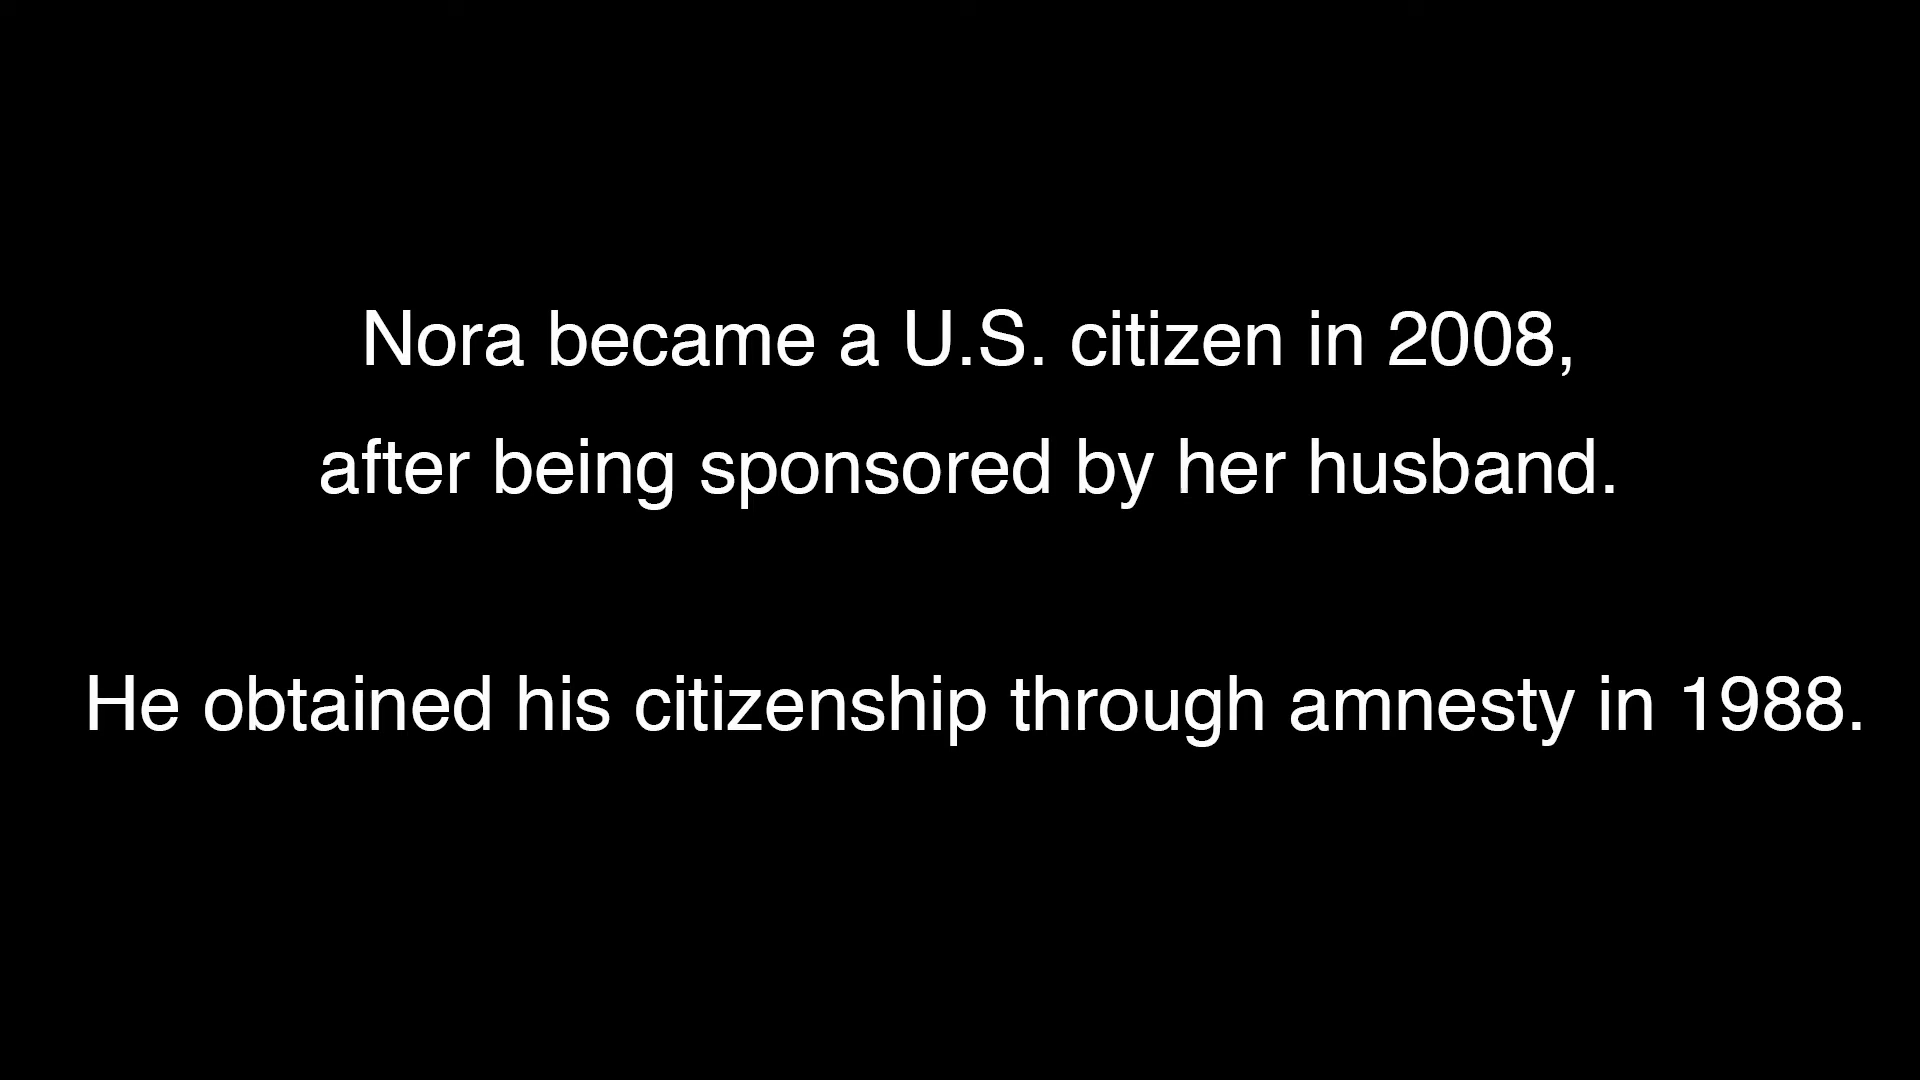 Nora became a U.S. citizen in 2008,
after being sponsored by her husband.
He obtained his citizenship through amnesty in 1988.